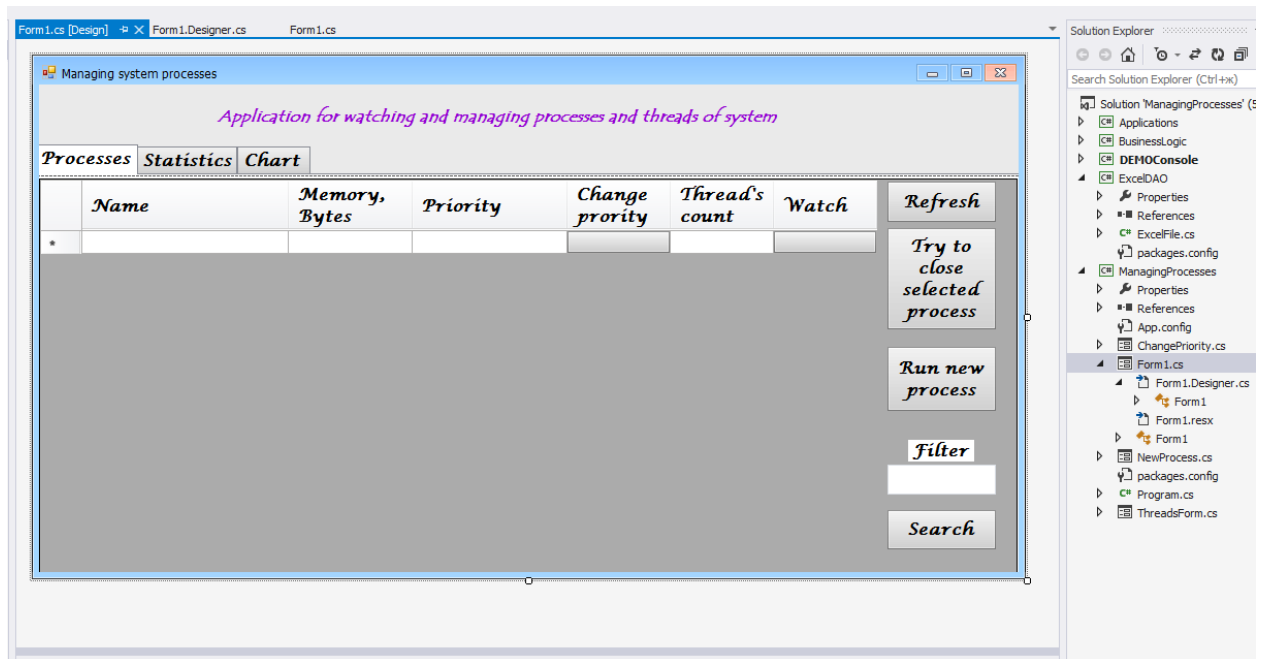 Form1.cs [Design] Form1.Designer.cs Form1.cs
Managing system processes
Application for watching and managing processes and threads of system
Processes Statistics Chart
Name
Memory,
Bytes
Priority
Change
prority
Thread's
count
Watch
*
Refresh
Try to
close
selected
process
Run new
process
Filter
Search
Solution Explorer
Search Solution Explorer (Ctrl+ж)
Solution 'ManagingProcesses' (5
C# Applications
C# BusinessLogic
C# DEMOConsole
C# ExcelDAO
Properties
References
C# ExcelFile.cs
packages.config
C# ManagingProcesses
Properties
References
App.config
ChangePriority.cs
Form1.cs
Form1.Designer.cs
Form1
Form1.resx
Form1
NewProcess.cs
packages.config
C# Program.cs
ThreadsForm.cs